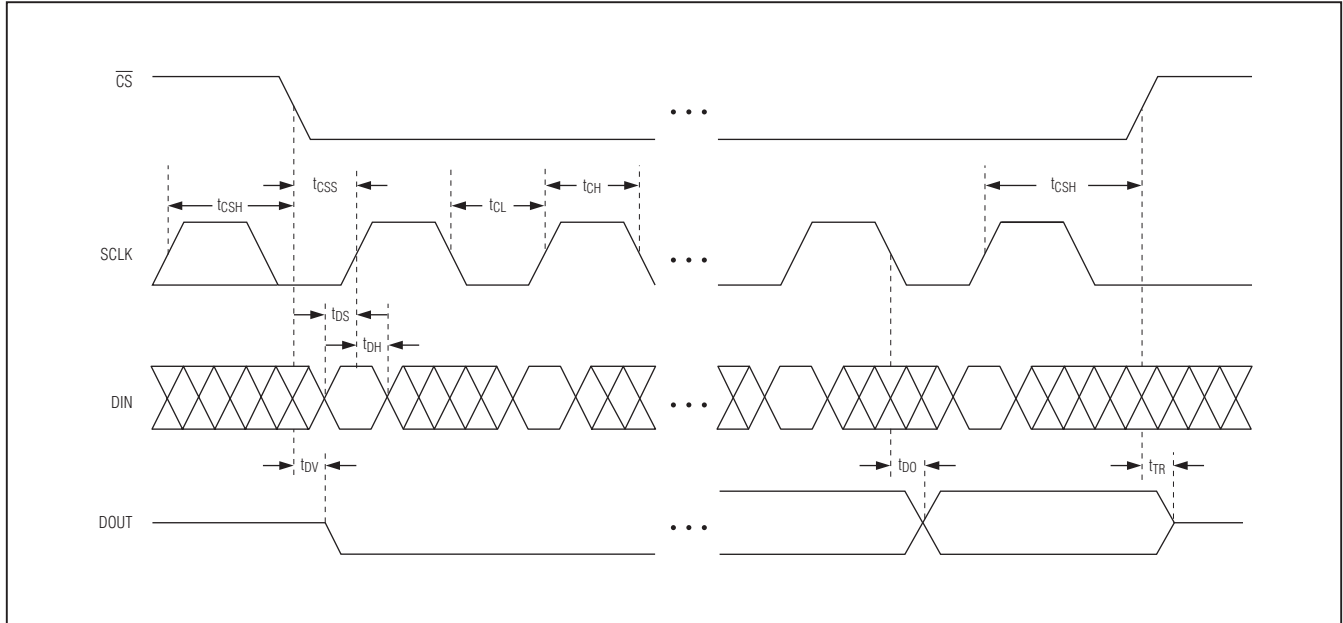 CS
• • •
tCSS
tCH
tCSH
tCSH
tCL
SCLK
• • •
tDS
tDH
DIN
• • •
tDV
tDO
tTR
DOUT
• • •